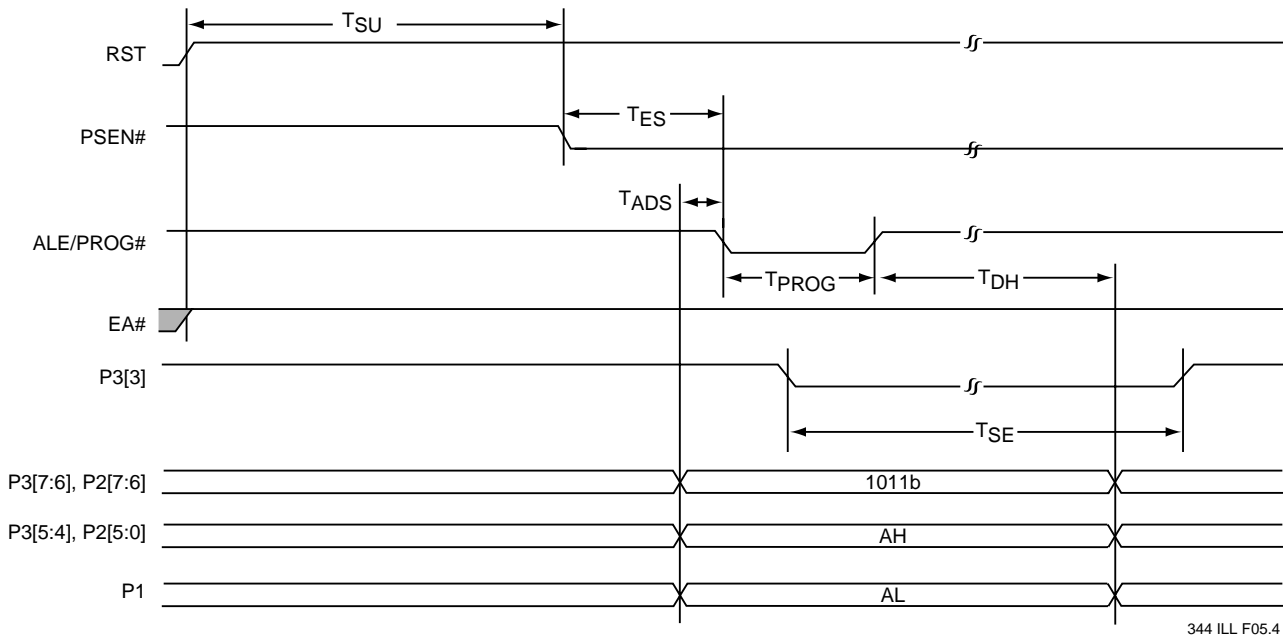 TSU
RST
TES
PSEN#
TADS
ALE/PROG#
TPROG
TDH
EA#
P3[3]
TSE
P3[7:6], P2[7:6]
1011b
P3[5:4], P2[5:0]
AH
P1
AL
344 ILL F05.4